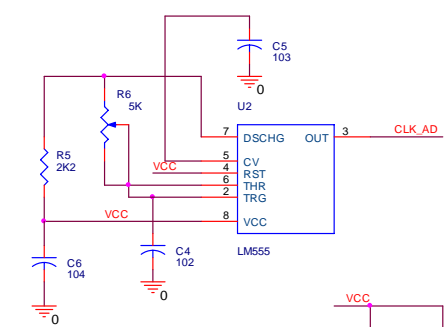 C5
103
0
R6
5K
U2
7
DSCHG
OUT
3
CLK_AD
R5
2K2
5
CV
VCC
4
RST
6
THR
2
TRG
VCC
8
VCC
C6
104
C4
102
LM555
0
0
VCC